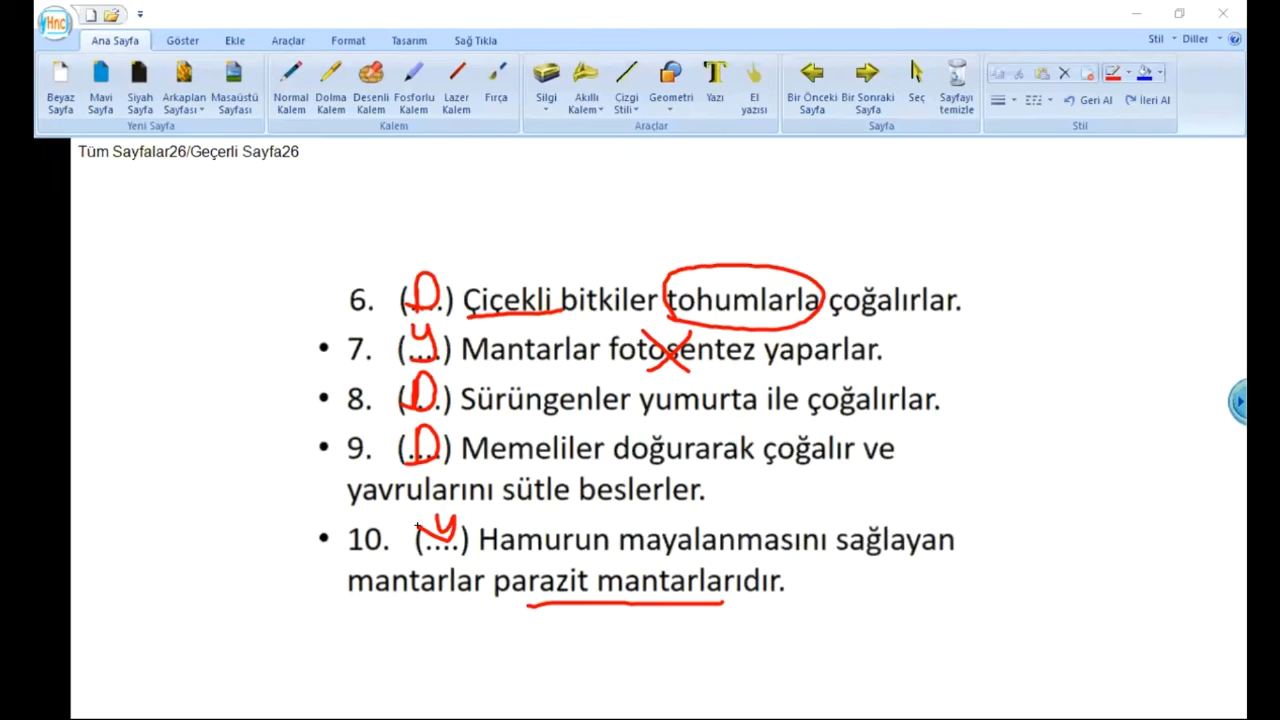 Hnc
Ana Sayfa Göster Ekle Araçlar Format Tasarım Sağ Tıkla Stil Diller
Beyaz Sayfa Mavi Sayfa Siyah Sayfa Arkaplan Sayfası Masaüstü Sayfası Normal Kalem Dolma Kalem Desenli Kalem Fosforlu Kalem Lazer Kalem Fırça Silgi Akıllı Kalem Çizgi Stili Geometri Yazı El yazısı Bir Önceki Sayfa Bir Sonraki Sayfa Seç Sayfayı temizle Geri Al İleri Al
Yeni Sayfa Kalem Araçlar Sayfa Stil
Tüm Sayfalar26/Geçerli Sayfa26
6. (.D..) Çiçekli bitkiler tohumlarla çoğalırlar.
• 7. (.Y..) Mantarlar fotosentez yaparlar.
• 8. (.D..) Sürüngenler yumurta ile çoğalırlar.
• 9. (.D..) Memeliler doğurarak çoğalır ve
yavrularını sütle beslerler.
• 10. (.Y..) Hamurun mayalanmasını sağlayan
mantarlar parazit mantarlarıdır.